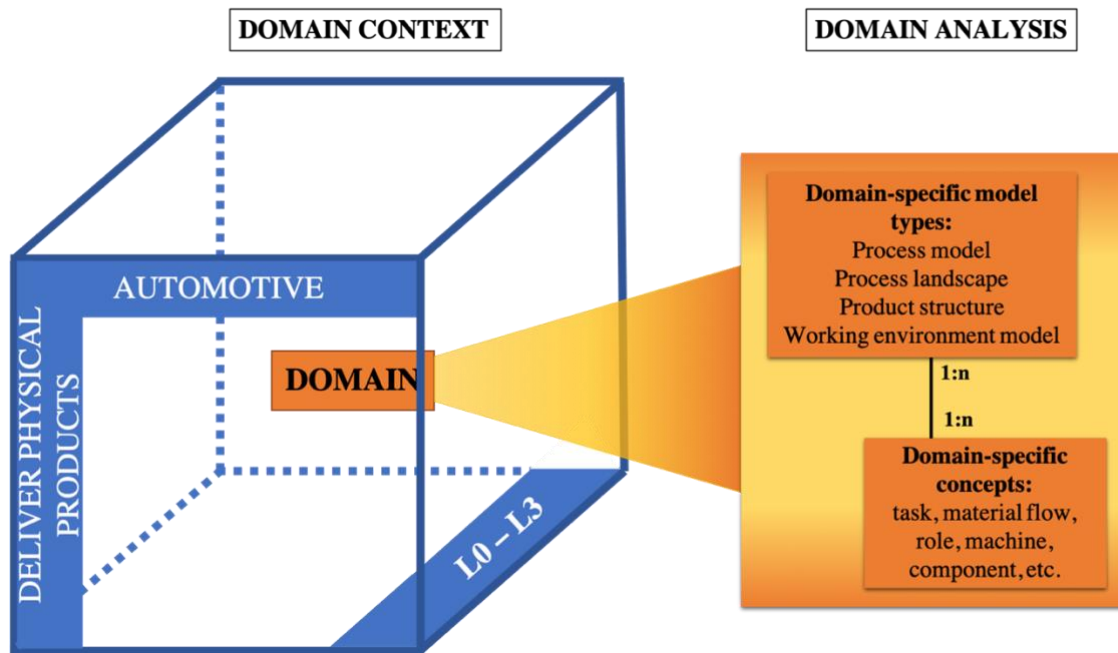 DOMAIN CONTEXT
DOMAIN ANALYSIS
AUTOMOTIVE
DELIVER PHYSICAL
PRODUCTS
DOMAIN
L0 – L3
Domain-specific model
types:
Process model
Process landscape
Product structure
Working environment model
1:n
1:n
Domain-specific
concepts:
task, material flow,
role, machine,
component, etc.